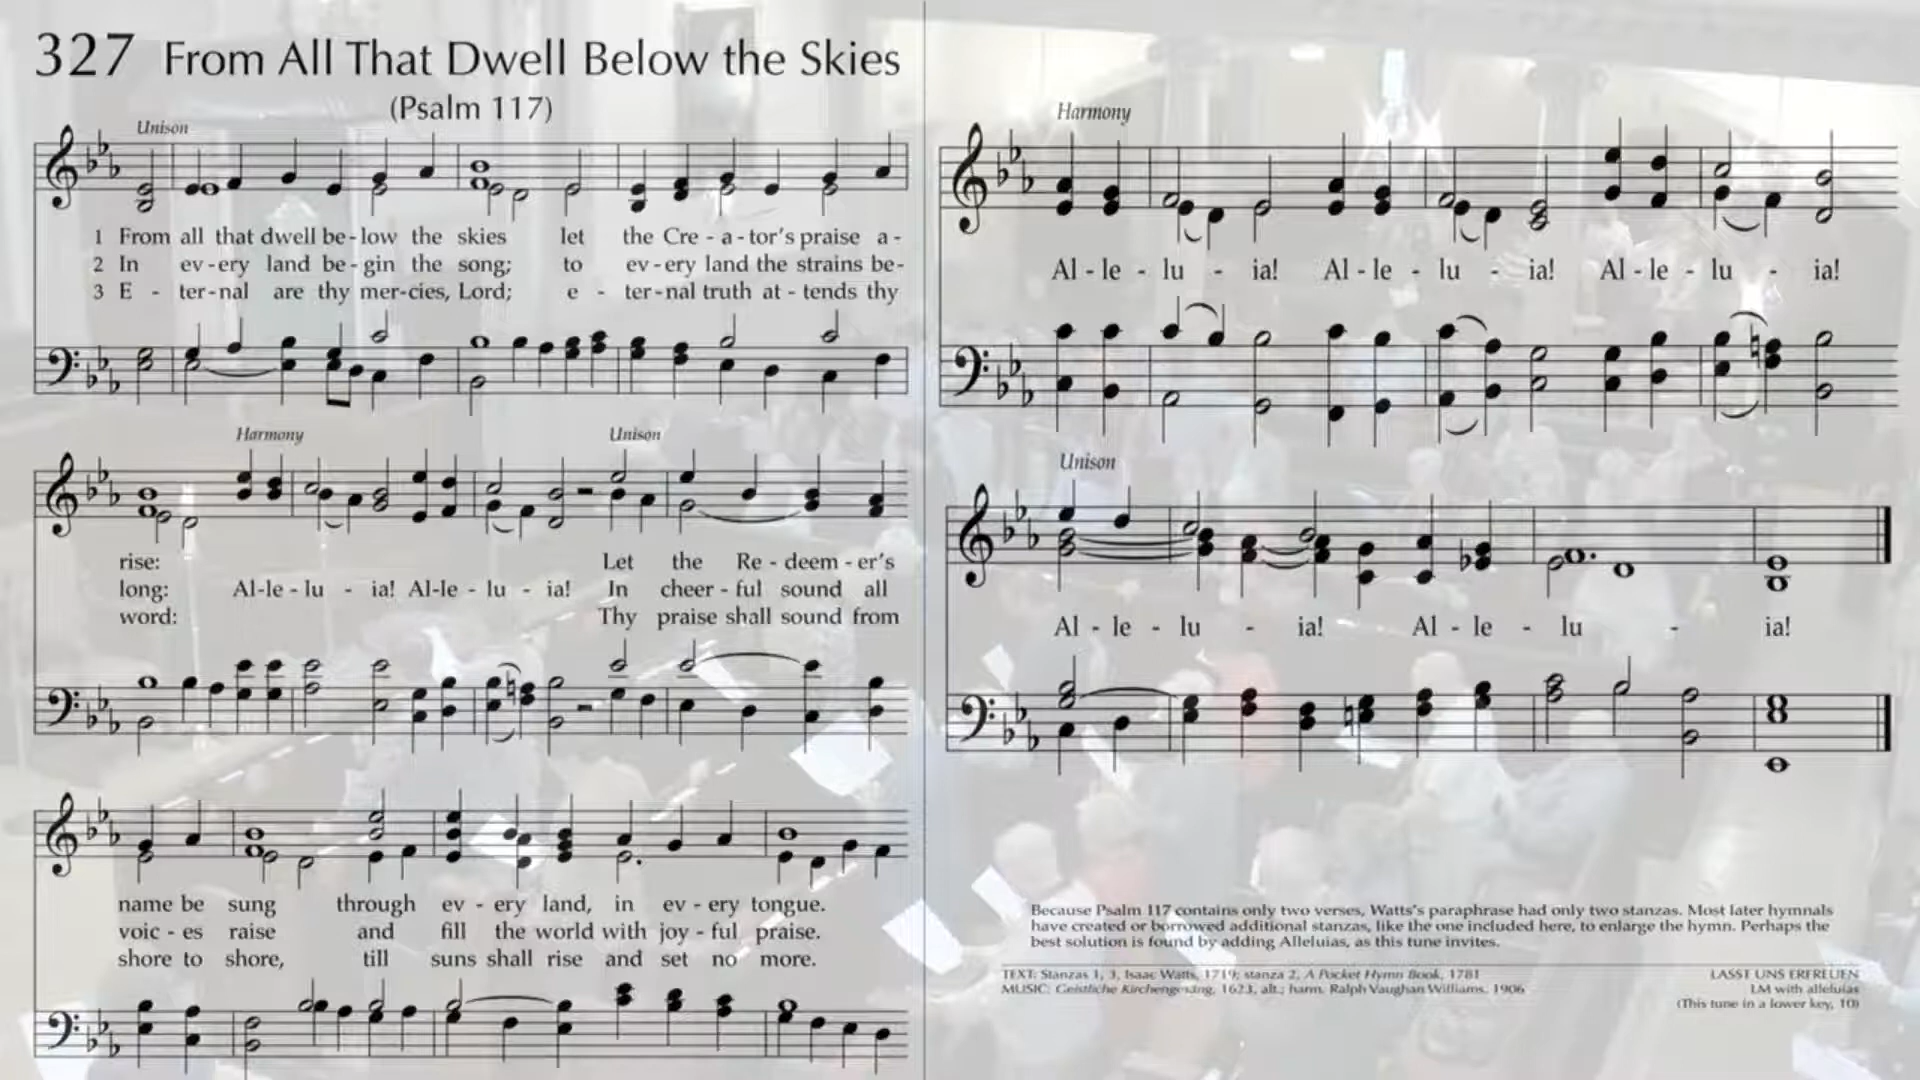 327 From All That Dwell Below the Skies
(Psalm 117)
Unison
1 From all that dwell be - low the skies let the Cre - a - tor's praise a -
2 In ev - ery land be - gin the song; to ev - ery land the strains be -
3 E - ter - nal are thy mer - cies, Lord; e - ter - nal truth at - tends thy
Harmony Unison
rise: Let the Re - deem - er's
long: Al - le - lu - ia! Al - le - lu - ia! In cheer - ful sound all
word: Thy praise shall sound from
name be sung through ev - ery land, in ev - ery tongue.
voic - es raise and fill the world with joy - ful praise.
shore to shore, till suns shall rise and set no more.
Harmony
Al - le - lu - ia! Al - le - lu - ia! Al - le - lu - ia!
Unison
Al - le - lu - ia! Al - le - lu - ia!
Because Psalm 117 contains only two verses, Watts's paraphrase had only two stanzas. Most later hymnals
have created or borrowed additional stanzas, like the one included here, to enlarge the hymn. Perhaps the
best solution is found by adding Alleluias, as this tune invites.
TEXT: Stanzas 1, 3, Isaac Watts, 1719; stanza 2, A Pocket Hymn Book, 1781
MUSIC: Geistliche Kirchengesäng, 1623, alt.; harm. Ralph Vaughan Williams, 1906
LASST UNS ERFREUEN
LM with alleluias
(This tune in a lower key, 10)